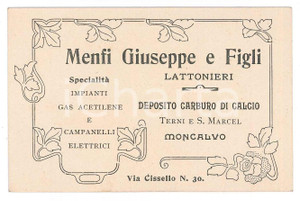 Menfi Giuseppe e Figli
LATTONIERI
Specialità
IMPIANTI
GAS ACETILENE
E
CAMPANELLI
ELETTRICI
DEPOSITO CARBURO DI CALCIO
TERNI E S. MARCEL
MONCALVO
Via Cissello N. 30.